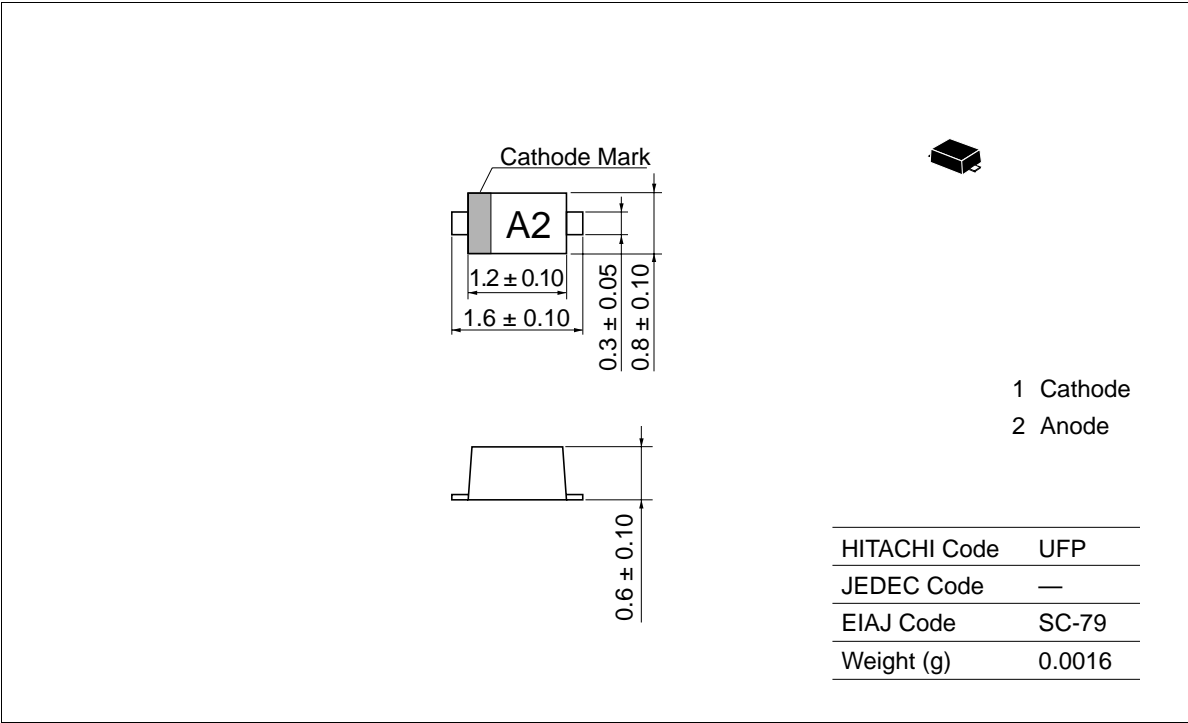 Cathode Mark
A2
1.2 ± 0.10
1.6 ± 0.10
0.3 ± 0.05
0.8 ± 0.10
1 Cathode
2 Anode
0.6 ± 0.10
HITACHI Code UFP
JEDEC Code —
EIAJ Code SC-79
Weight (g) 0.0016